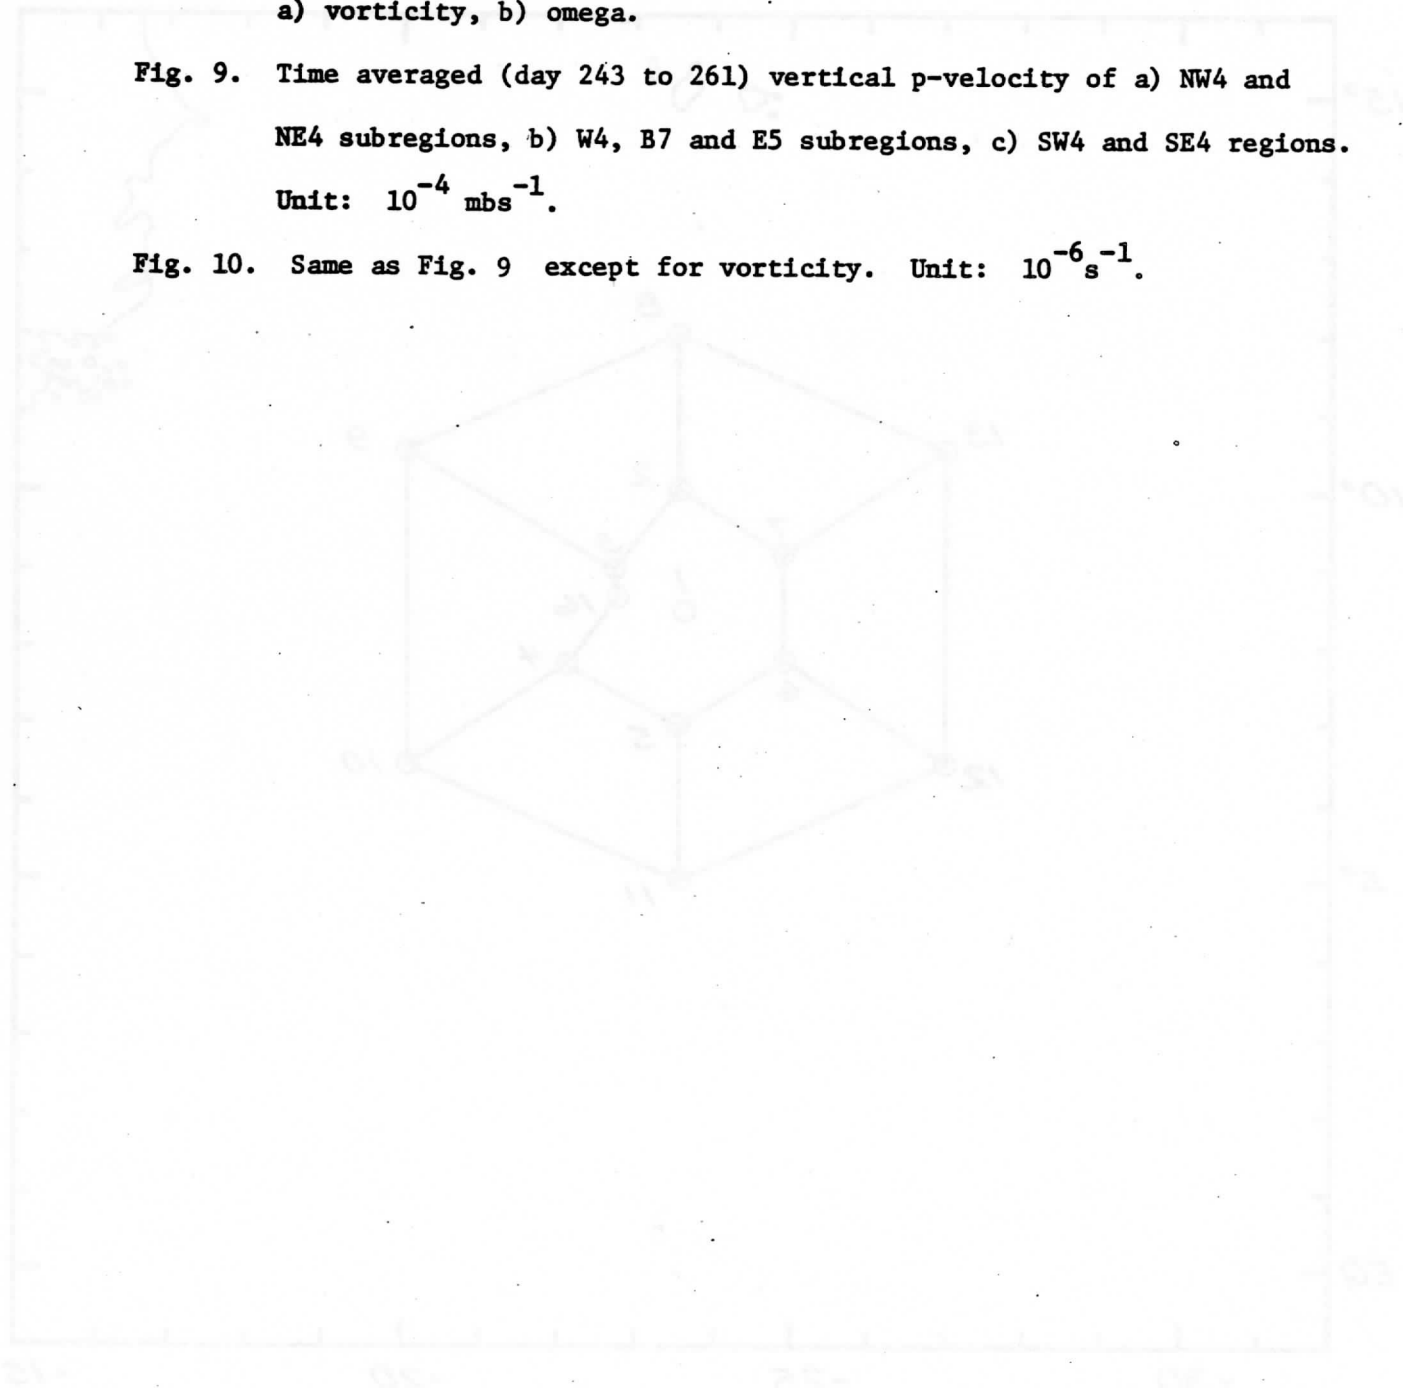 a) vorticity, b) omega.
Fig. 9. Time averaged (day 243 to 261) vertical p-velocity of a) NW4 and
NE4 subregions, b) W4, B7 and E5 subregions, c) SW4 and SE4 regions.
Unit: 10⁻⁴ mbs⁻¹.
Fig. 10. Same as Fig. 9 except for vorticity. Unit: 10⁻⁶s⁻¹.